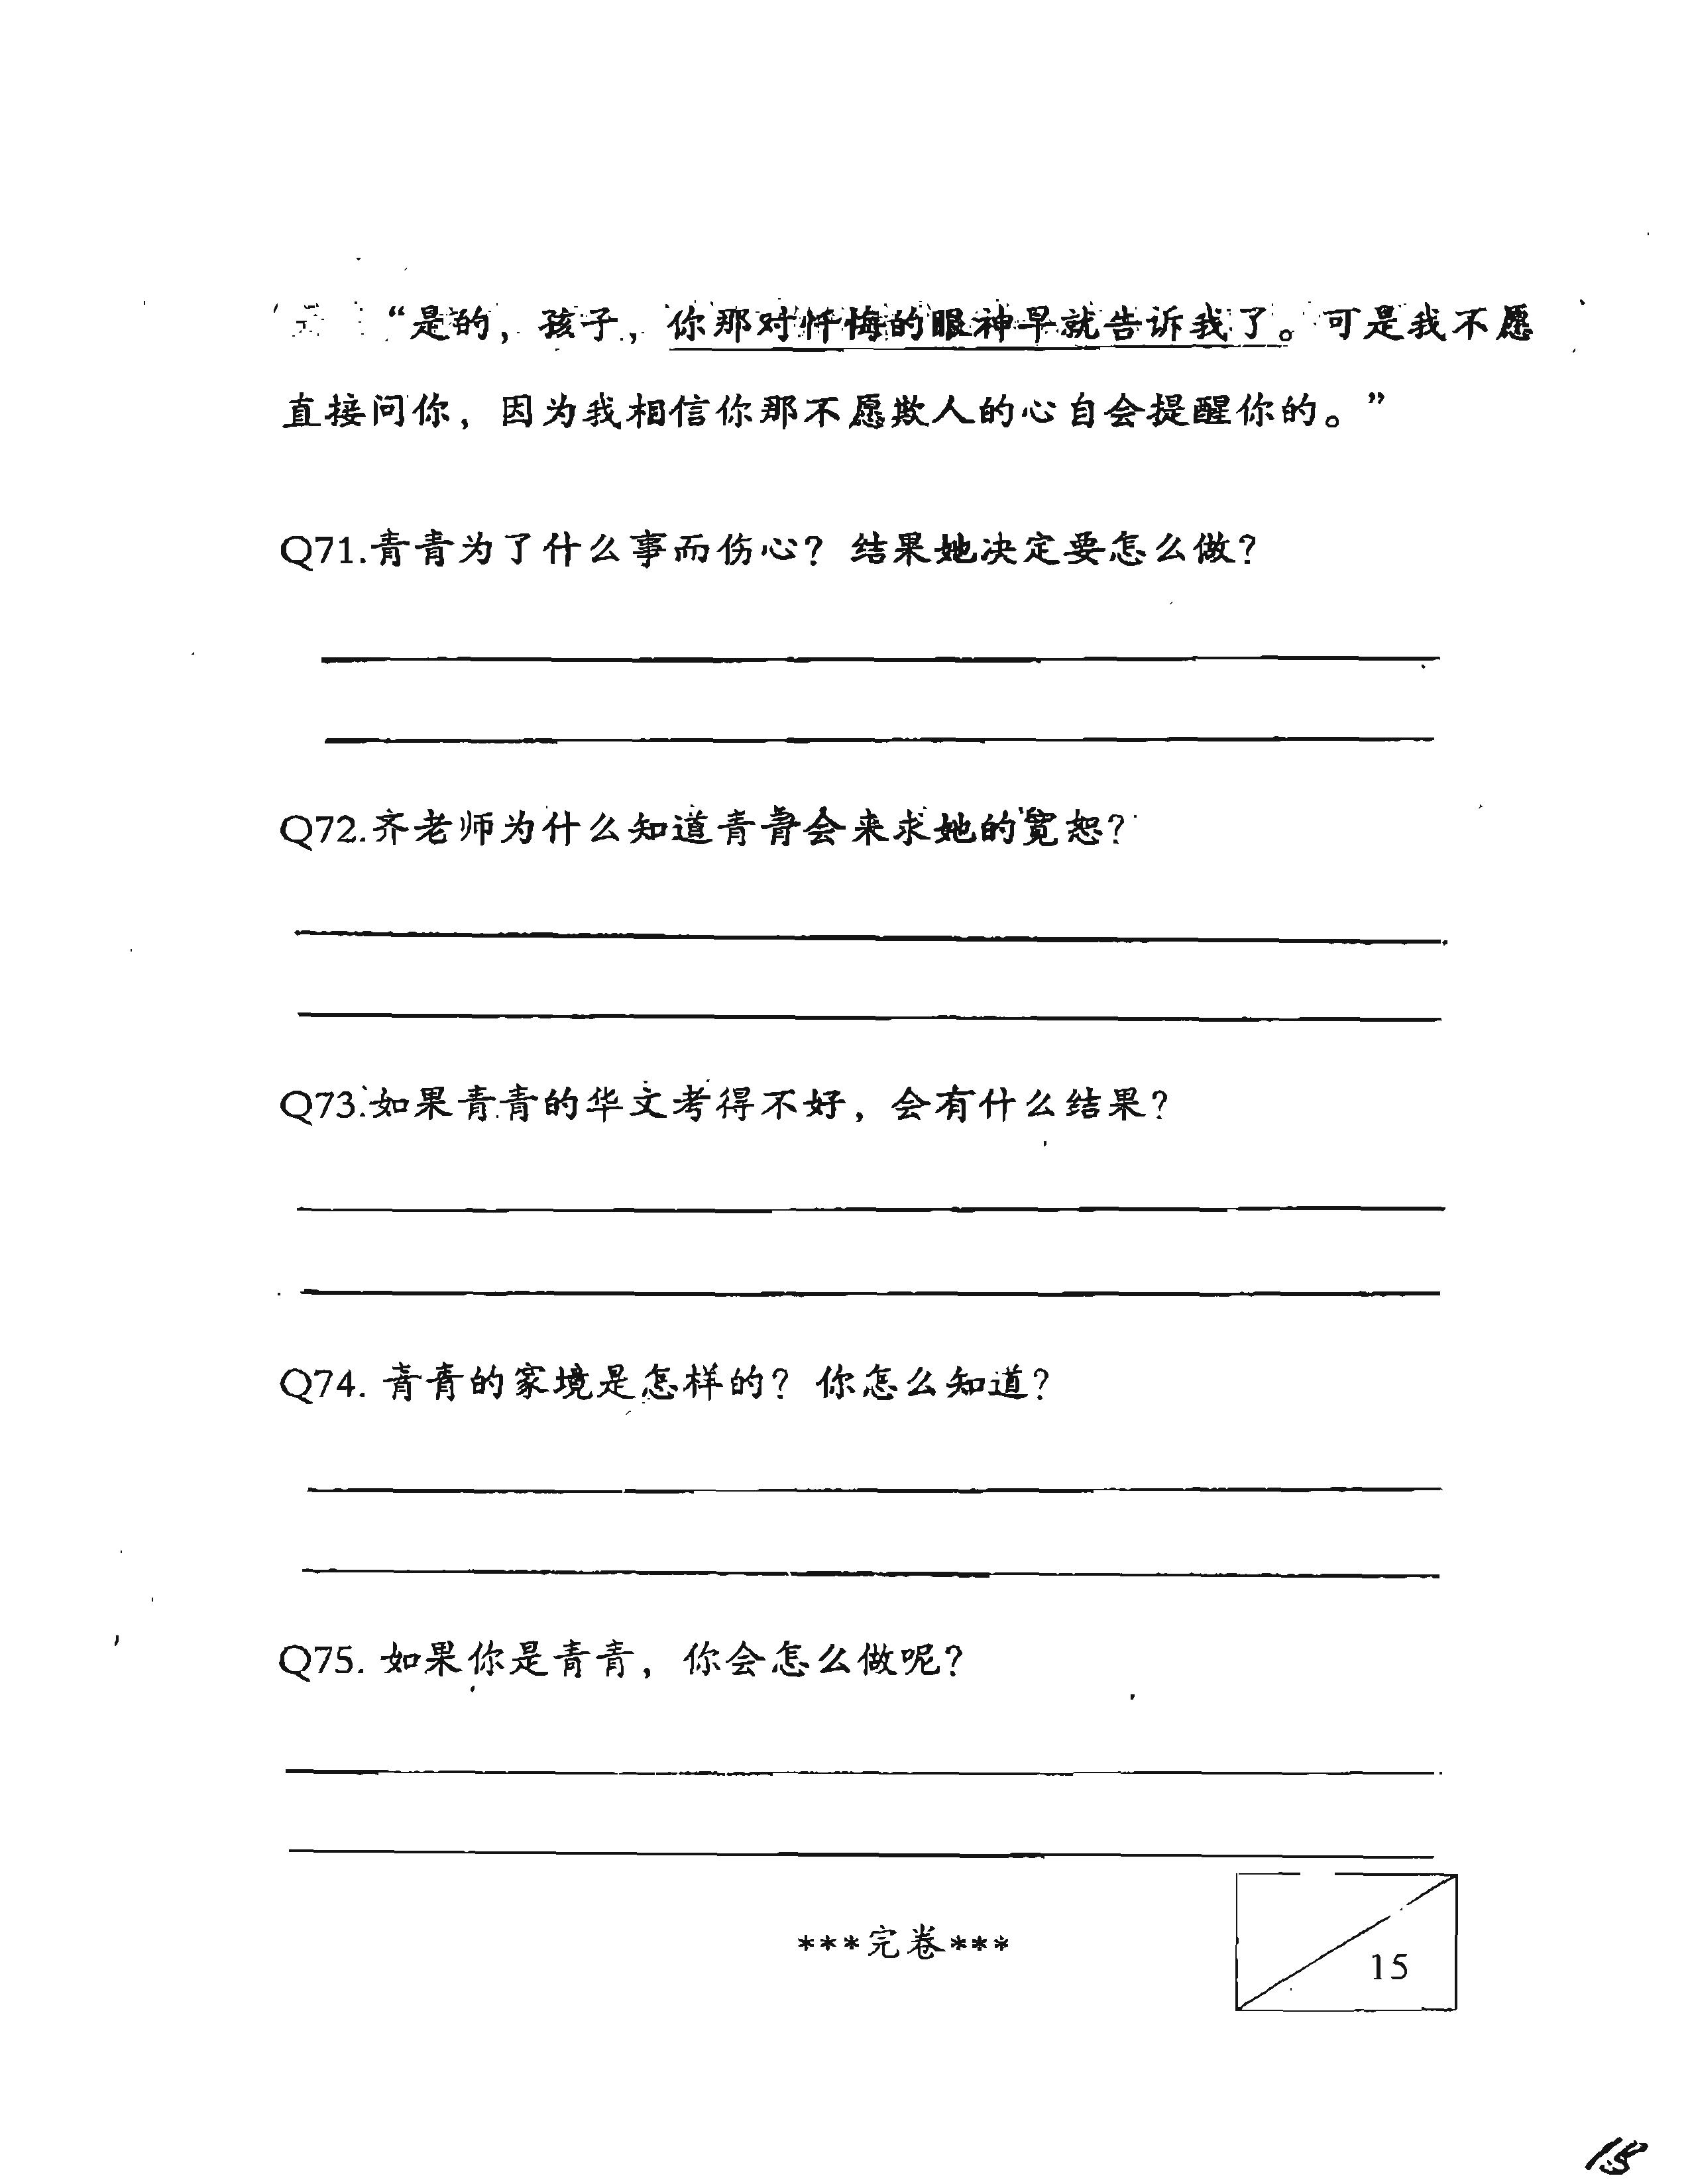 “是的，孩子，你那对忏悔的眼神早就告诉我了。可是我不愿
直接问你，因为我相信你那不愿欺人的心自会提醒你的。”
Q71.青青为了什么事而伤心？结果她决定要怎么做？
Q72.齐老师为什么知道青青会来求她的宽恕？
Q73.如果青青的华文考得不好，会有什么结果？
Q74. 青青的家境是怎样的？你怎么知道？
Q75. 如果你是青青，你会怎么做呢？
***完卷***
15
15